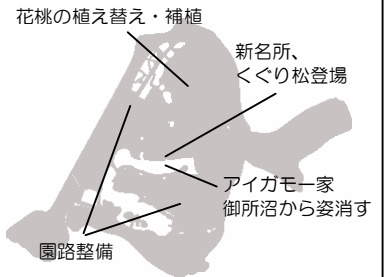 花桃の植え替え・補植
新名所、
くぐり松登場
アイガモ一家
御所沼から姿消す
園路整備